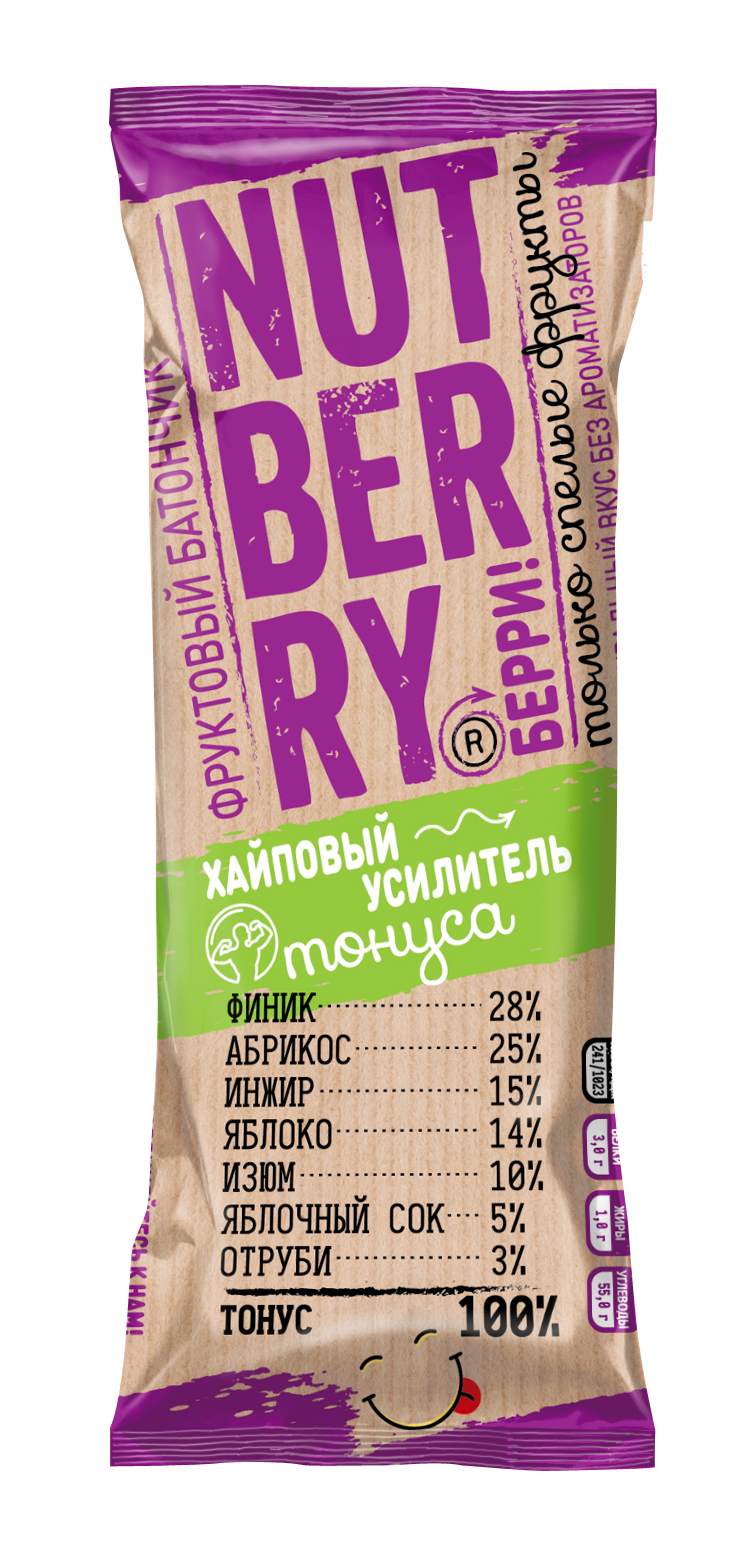 NUT
BER
RY
®
БЕРРИ!
ФРУКТОВЫЙ БАТОНЧИК
только спелые фрукты
ВКУС БЕЗ АРОМАТИЗАТОРОВ
ХАЙПОВЫЙ
УСИЛИТЕЛЬ
тонуса
ФИНИК 28%
АБРИКОС 25%
ИНЖИР 15%
ЯБЛОКО 14%
ИЗЮМ 10%
ЯБЛОЧНЫЙ СОК 5%
ОТРУБИ 3%
ТОНУС 100%
241/1023
БЕЛКИ
3,0 г
ЖИРЫ
1,0 г
УГЛЕВОДЫ
55,0 г
К НАМ!